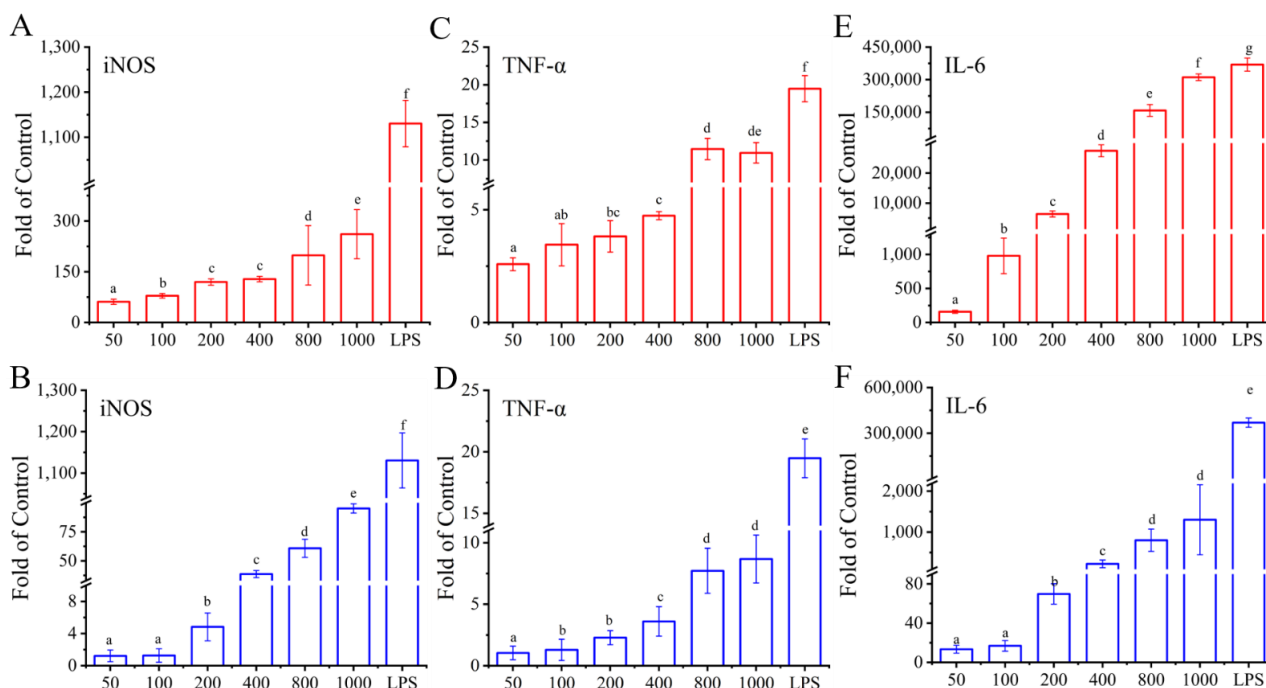 A
iNOS
Fold of Control
1,300
1,200
1,100
300
150
0
a
b
c
c
d
e
f
50 100 200 400 800 1000 LPS
C
TNF-α
Fold of Control
25
20
15
10
5
0
a
ab
bc
c
d
de
f
50 100 200 400 800 1000 LPS
E
IL-6
Fold of Control
450,000
300,000
150,000
20,000
10,000
1,000
500
0
a
b
c
d
e
f
g
50 100 200 400 800 1000 LPS
B
iNOS
Fold of Control
1,300
1,200
1,100
75
50
8
4
0
a
a
b
c
d
e
f
50 100 200 400 800 1000 LPS
D
TNF-α
Fold of Control
25
20
15
10
5
0
a
b
b
c
d
d
e
50 100 200 400 800 1000 LPS
F
IL-6
Fold of Control
600,000
300,000
2,000
1,000
80
40
0
a
a
b
c
d
d
e
50 100 200 400 800 1000 LPS